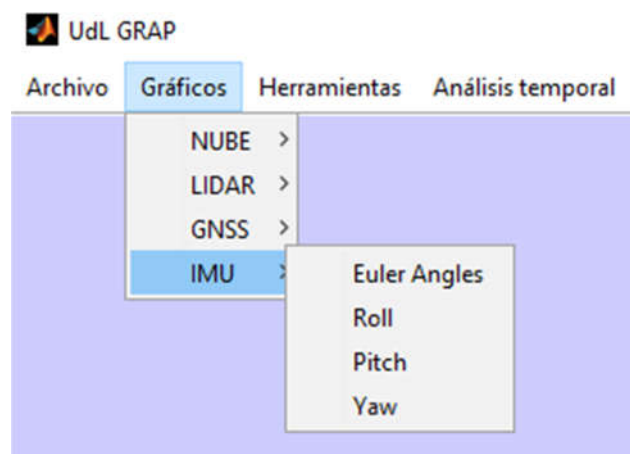 UdL GRAP
Archivo Gráficos Herramientas Análisis temporal
NUBE >
LIDAR >
GNSS >
IMU >
Euler Angles
Roll
Pitch
Yaw